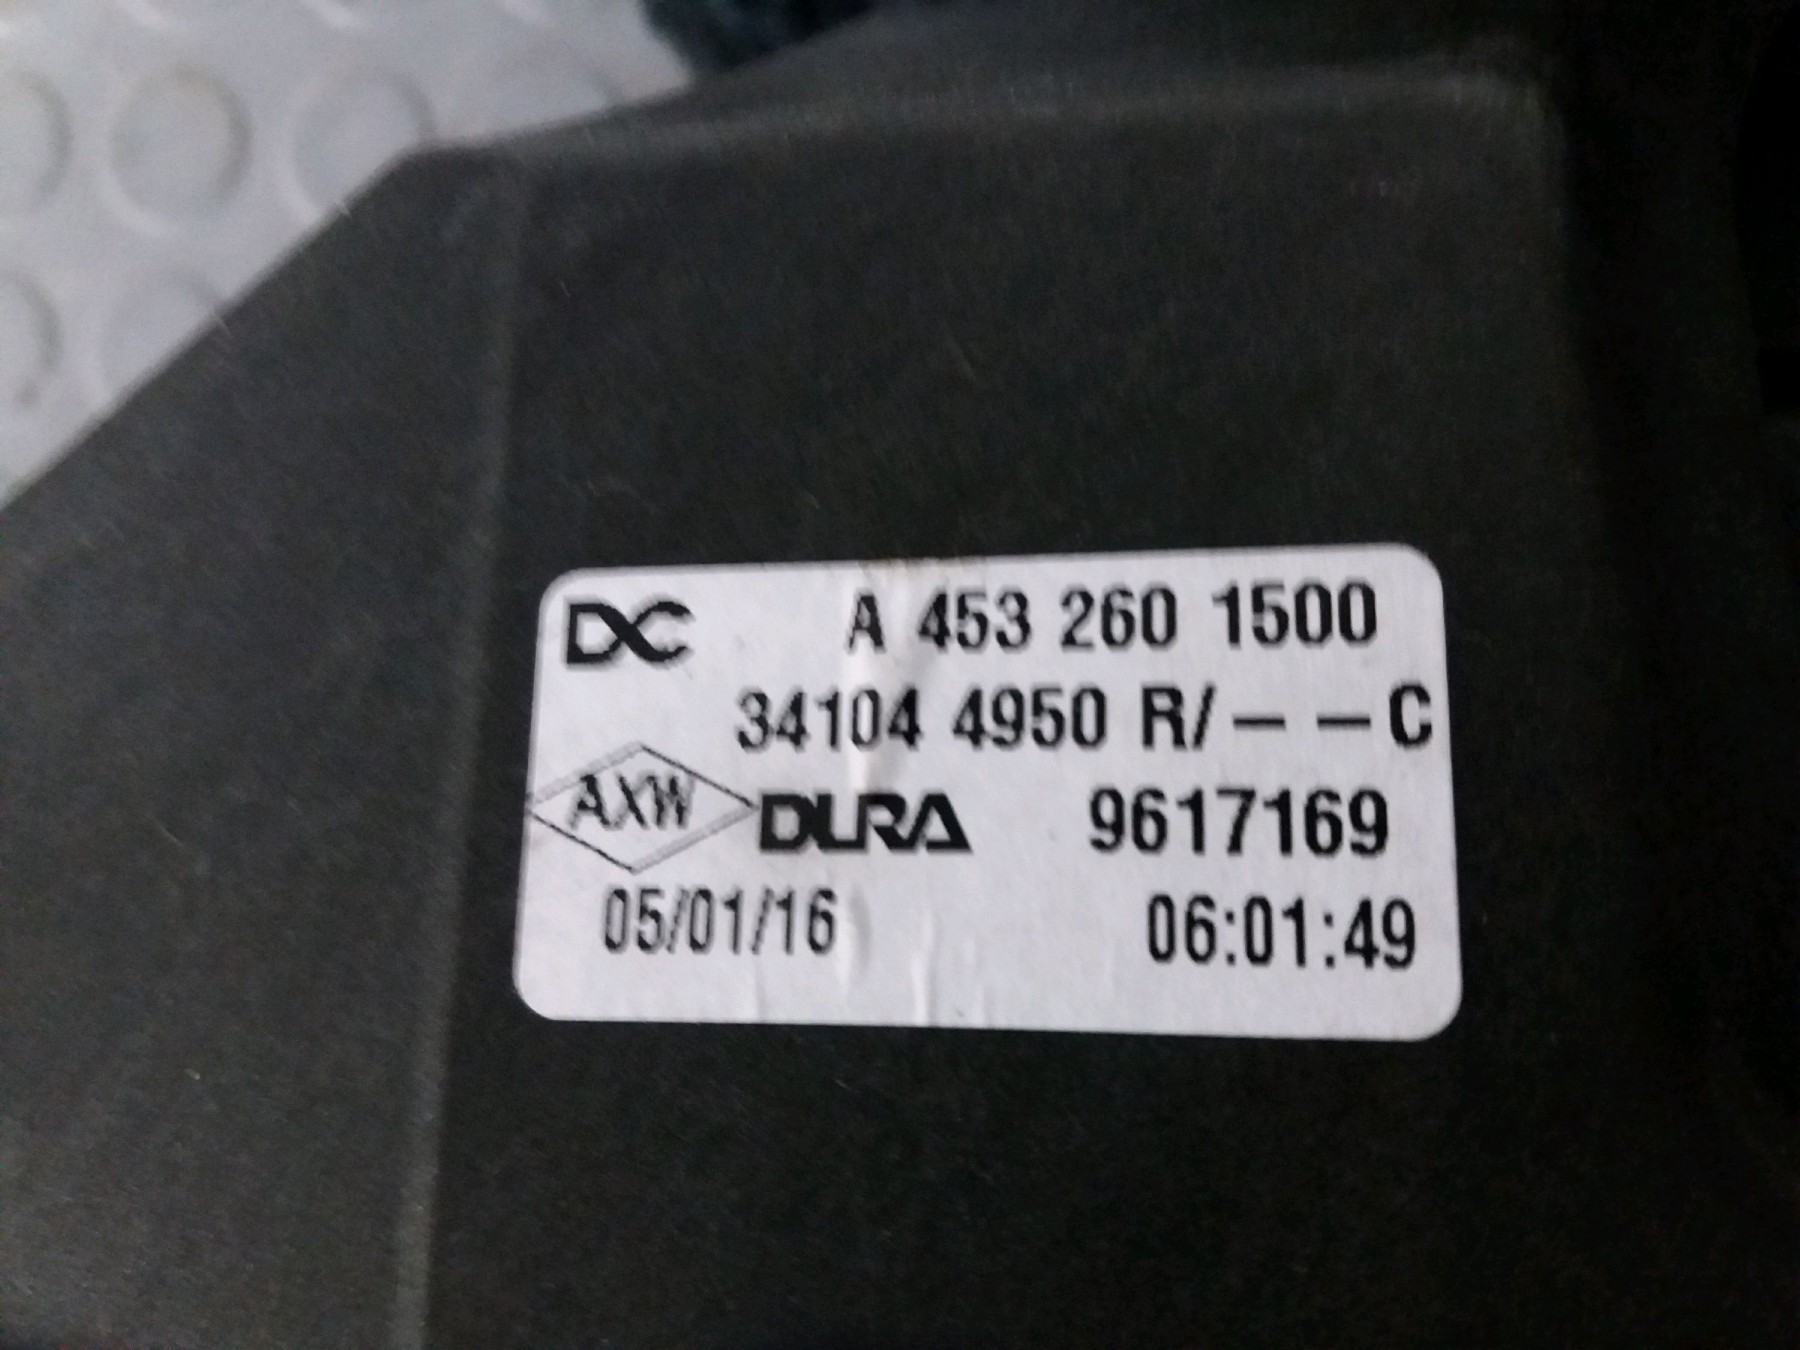 DC A 453 260 1500
34104 4950 R/– –C
AXW DURA 9617169
05/01/16 06:01:49